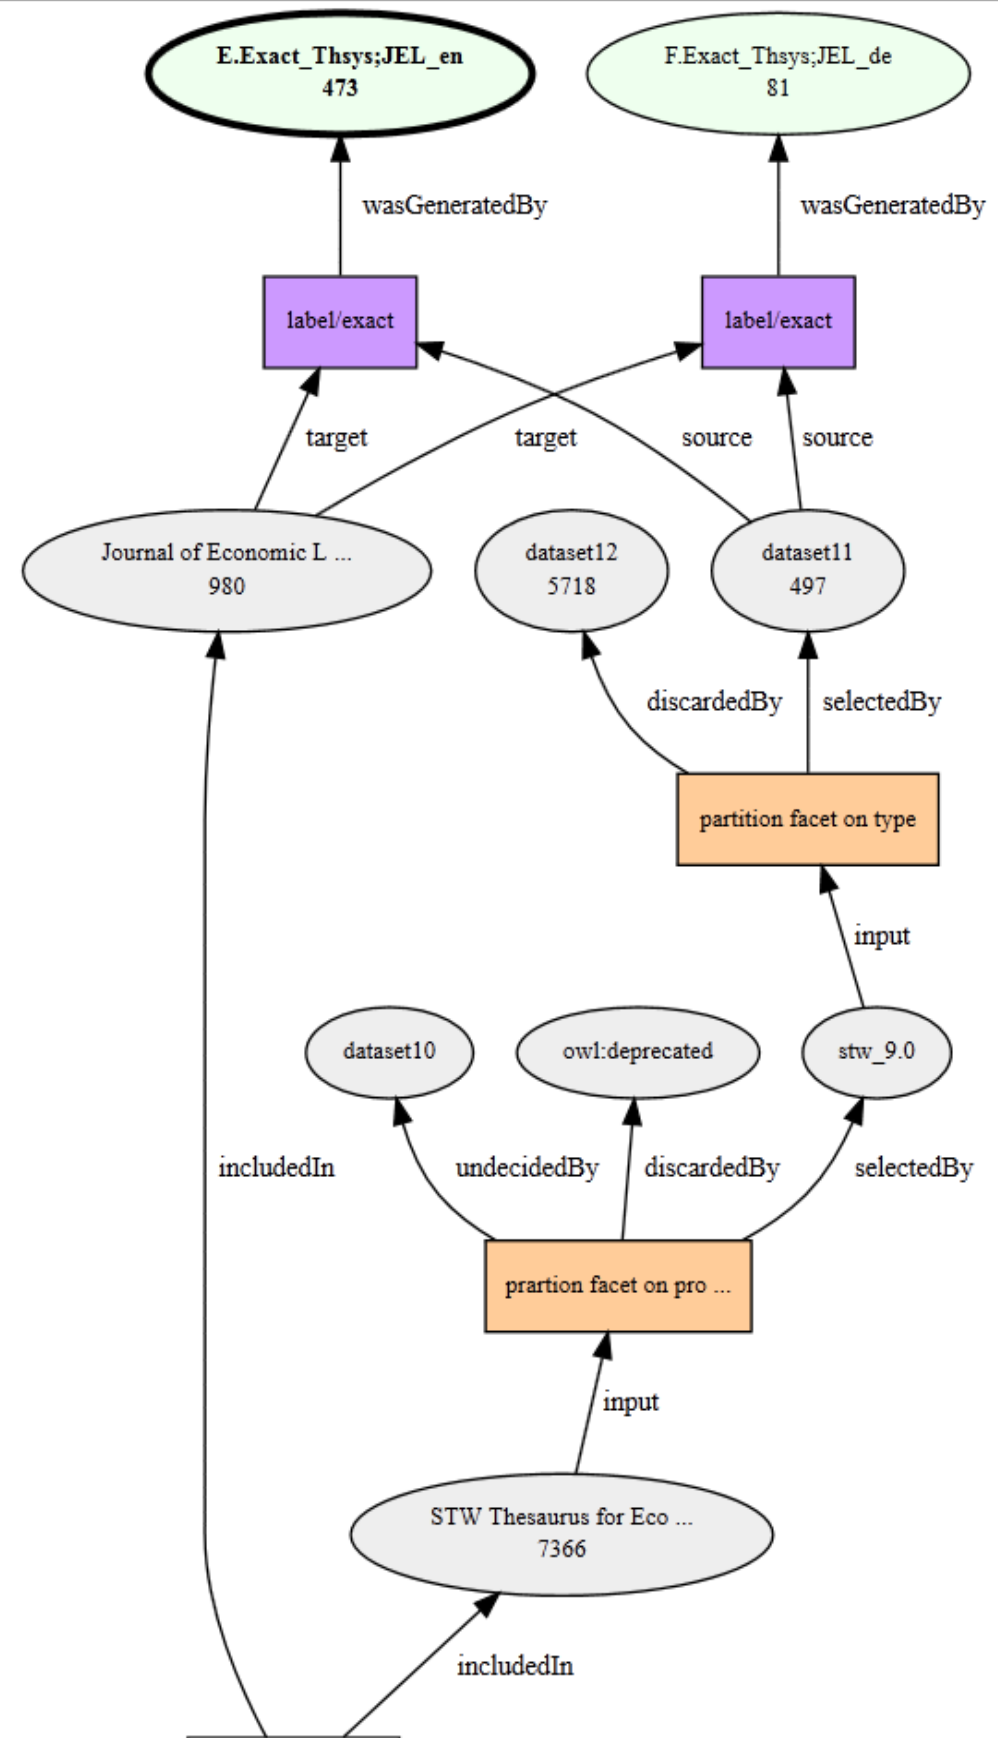 E.Exact_Thsys;JEL_en
473
F.Exact_Thsys;JEL_de
81
wasGeneratedBy
wasGeneratedBy
label/exact
label/exact
target
target
source
source
Journal of Economic L ...
980
dataset12
5718
dataset11
497
discardedBy
selectedBy
partition facet on type
input
dataset10
owl:deprecated
stw_9.0
includedIn
undecidedBy
discardedBy
selectedBy
prartion facet on pro ...
input
STW Thesaurus for Eco ...
7366
includedIn